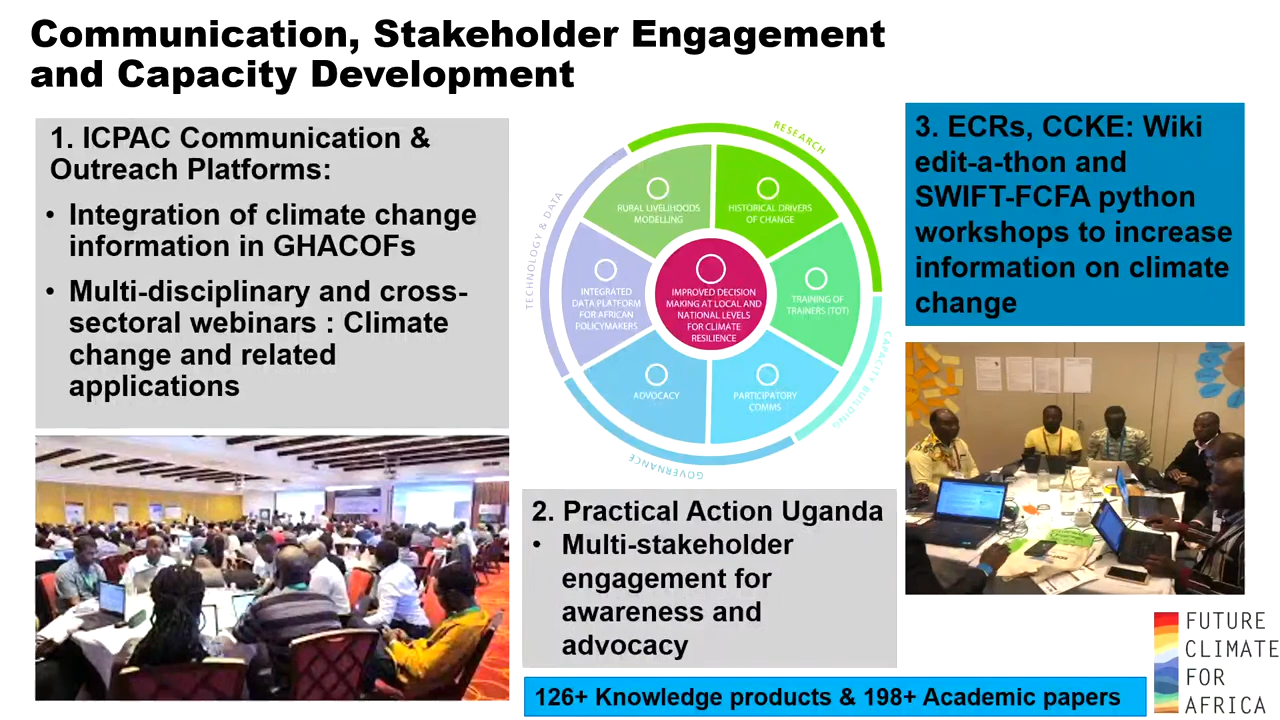 Communication, Stakeholder Engagement
and Capacity Development
1. ICPAC Communication &
Outreach Platforms:
• Integration of climate change
information in GHACOFs
• Multi-disciplinary and cross-
sectoral webinars : Climate
change and related
applications
RESEARCH
TECHNOLOGY & DATA
CAPACITY BUILDING
GOVERNANCE
RURAL LIVELIHOODS
MODELLING
HISTORICAL DRIVERS
OF CHANGE
INTEGRATED
DATA PLATFORM
FOR AFRICAN
POLICYMAKERS
IMPROVED DECISION
MAKING AT LOCAL AND
NATIONAL LEVELS
FOR CLIMATE
RESILIENCE
TRAINING OF
TRAINERS (TOT)
ADVOCACY
PARTICIPATORY
COMMS
2. Practical Action Uganda
• Multi-stakeholder
engagement for
awareness and
advocacy
3. ECRs, CCKE: Wiki
edit-a-thon and
SWIFT-FCFA python
workshops to increase
information on climate
change
126+ Knowledge products & 198+ Academic papers
FUTURE
CLIMATE
FOR
AFRICA